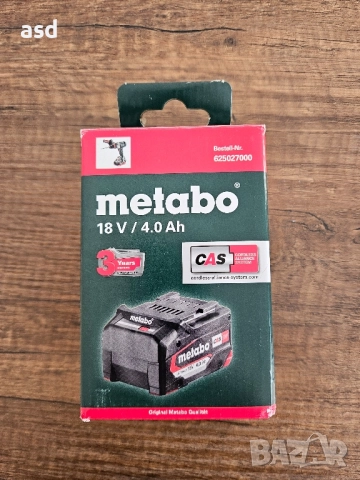 asd
Bestell-Nr.
625027000
metabo®
18 V / 4.0 Ah
3 Years
CAS
cordless-alliance-system.com
metabo
metabo
Original Metabo Qualität
BAZAR